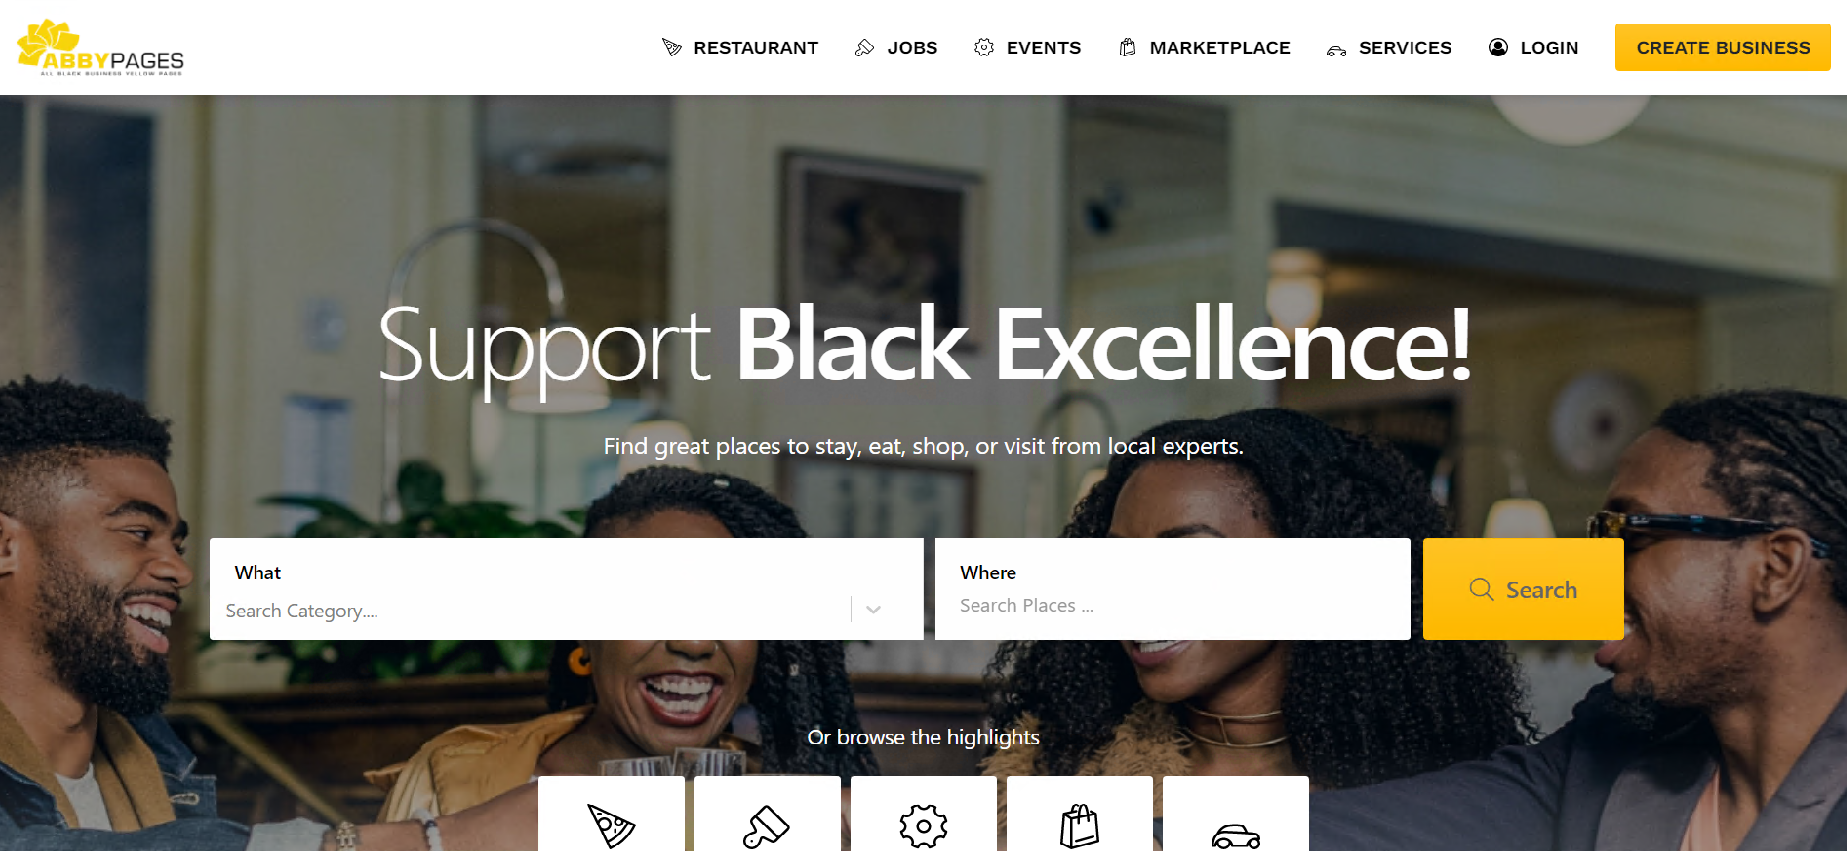 ABBYPAGES
ALL BLACK BUSINESS YELLOW PAGES
RESTAURANT
JOBS
EVENTS
MARKETPLACE
SERVICES
LOGIN
CREATE BUSINESS
Support Black Excellence!
Find great places to stay, eat, shop, or visit from local experts.
What
Search Category....
Where
Search Places ...
Search
Or browse the highlights